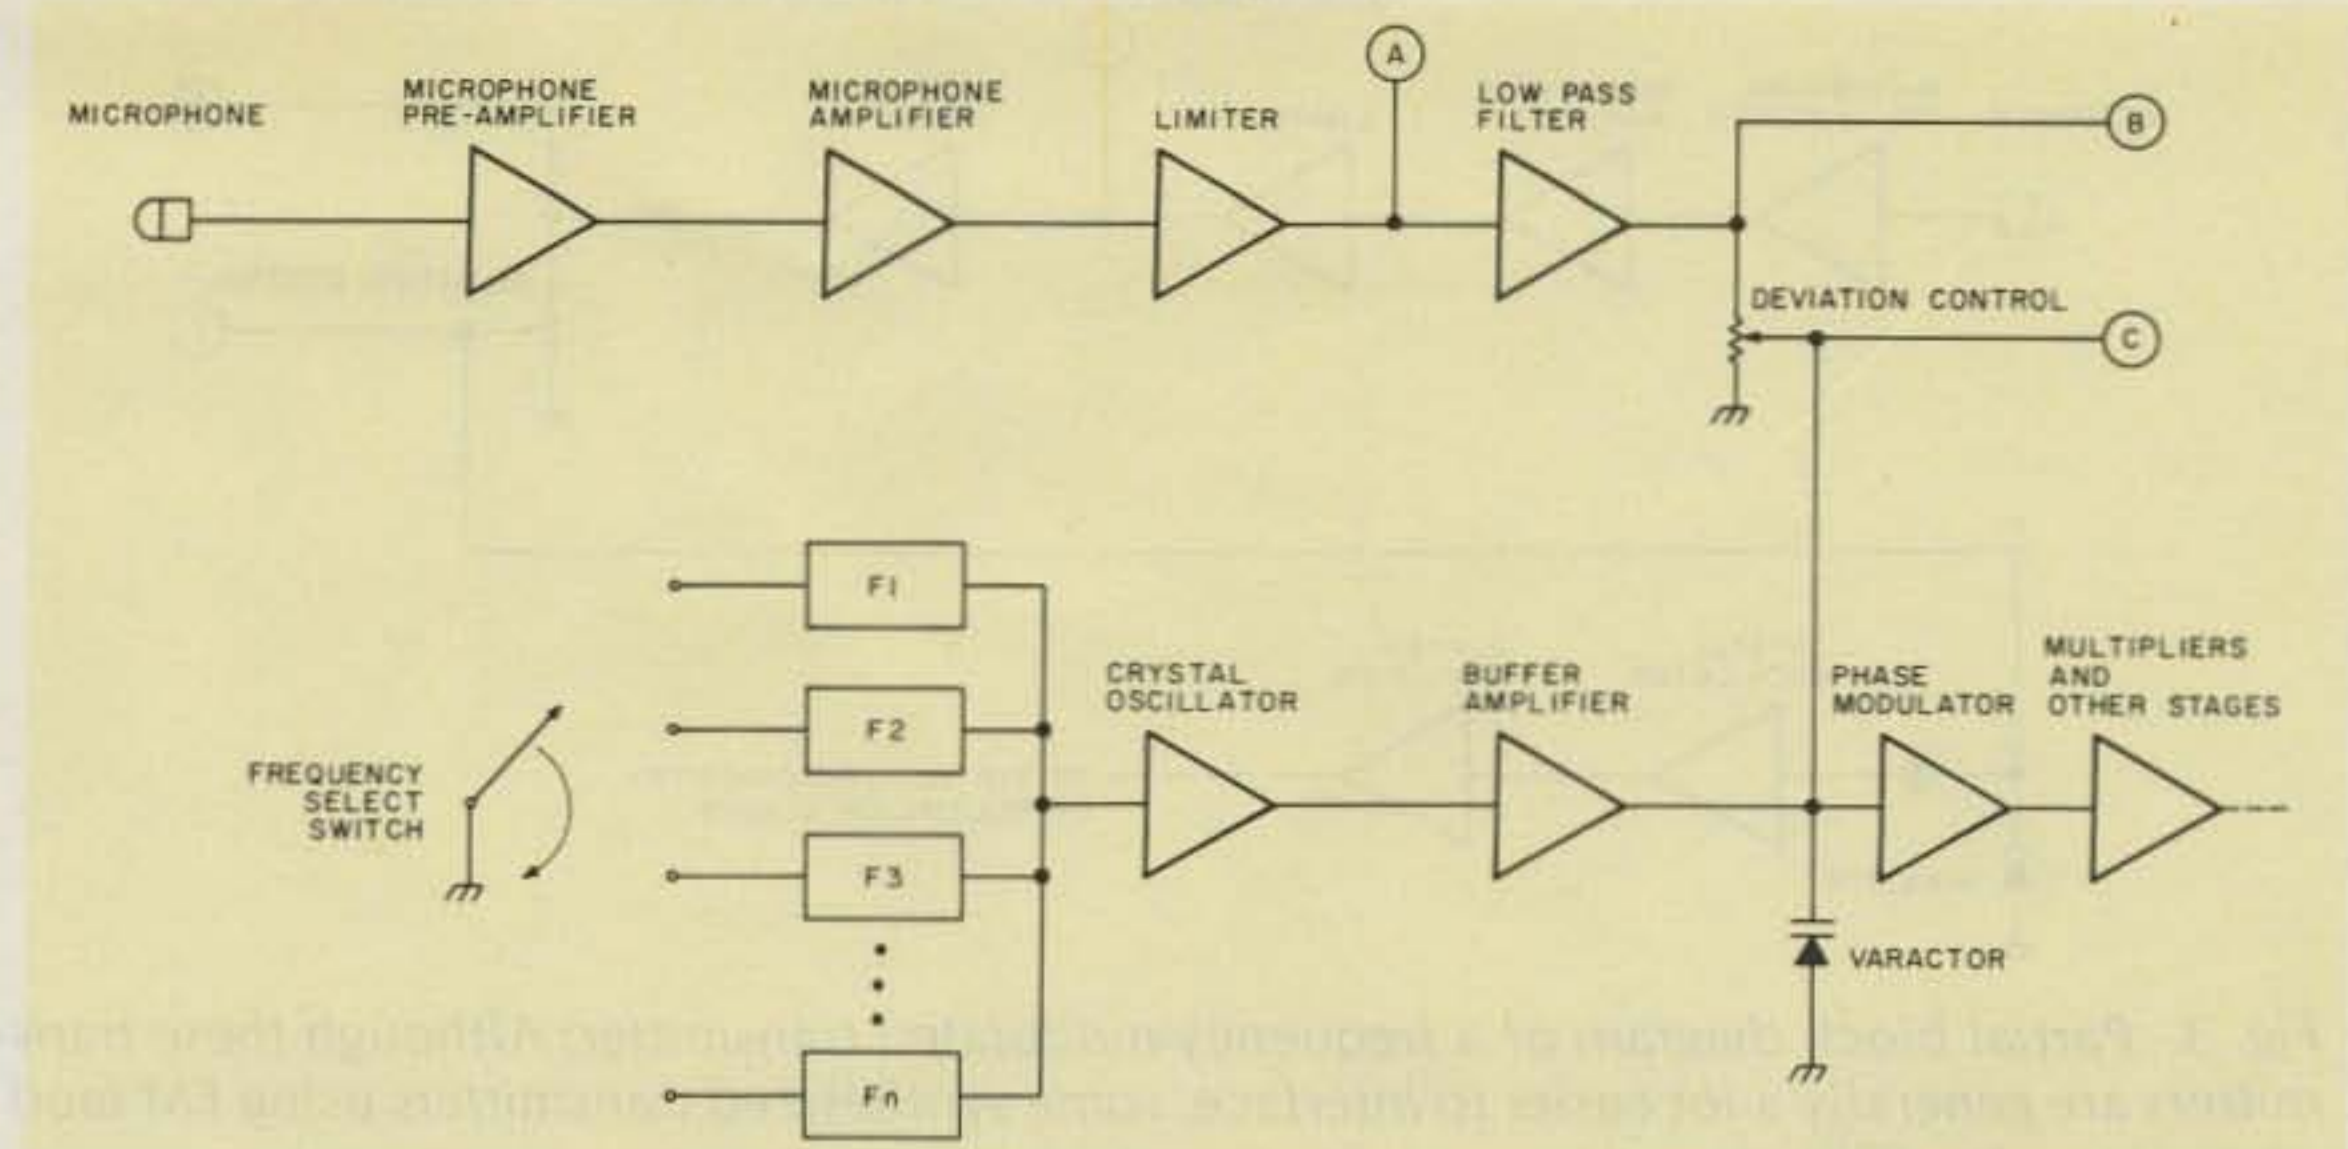 A
MICROPHONE
MICROPHONE
PRE-AMPLIFIER
MICROPHONE
AMPLIFIER
LIMITER
LOW PASS
FILTER
B
DEVIATION CONTROL
C
F1
F2
F3
Fn
FREQUENCY
SELECT
SWITCH
CRYSTAL
OSCILLATOR
BUFFER
AMPLIFIER
PHASE
MODULATOR
MULTIPLIERS
AND
OTHER STAGES
VARACTOR